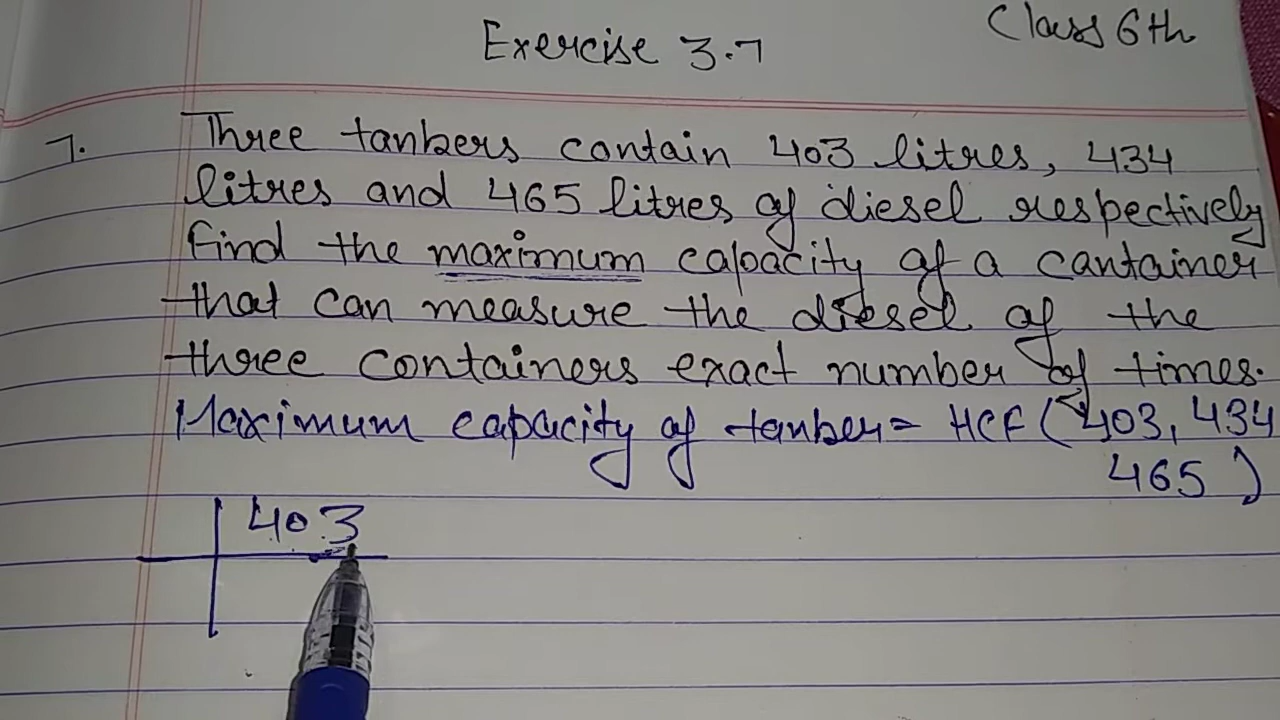 Class 6th
Exercise 3.7
7. Three tankers contain 403 litres, 434
litres and 465 litres of diesel respectively
find the maximum capacity of a cantainer
that can measure the diesel of the
three containers exact number of times.
Maximum capacity of tanker = HCF (403, 434
465)
403